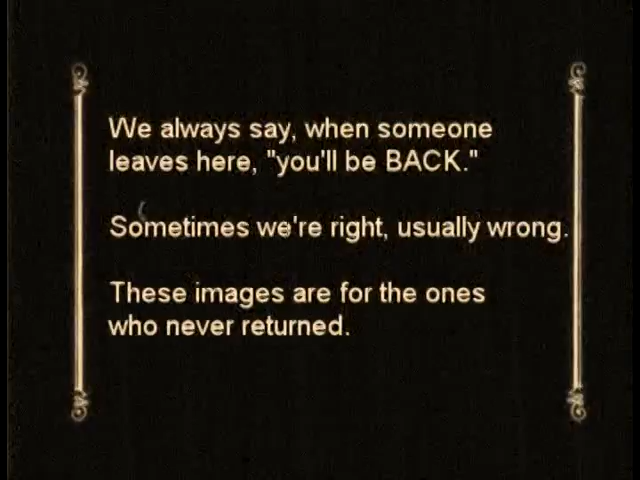 We always say, when someone
leaves here, "you'll be BACK."
Sometimes we're right, usually wrong.
These images are for the ones
who never returned.